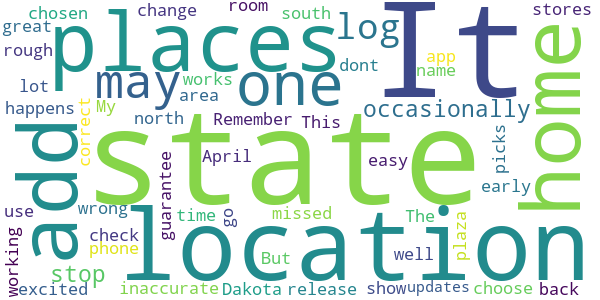 chosen change room south stores
great places log It
rough dont app
name
lot may one works home
happens My area occasionally
add correct north Remember This picks
state
guarantee April easy
early
use wrong time go missed The plaza
working check location
phone But well
stop
excited inaccurate Dakota release show updates choose back